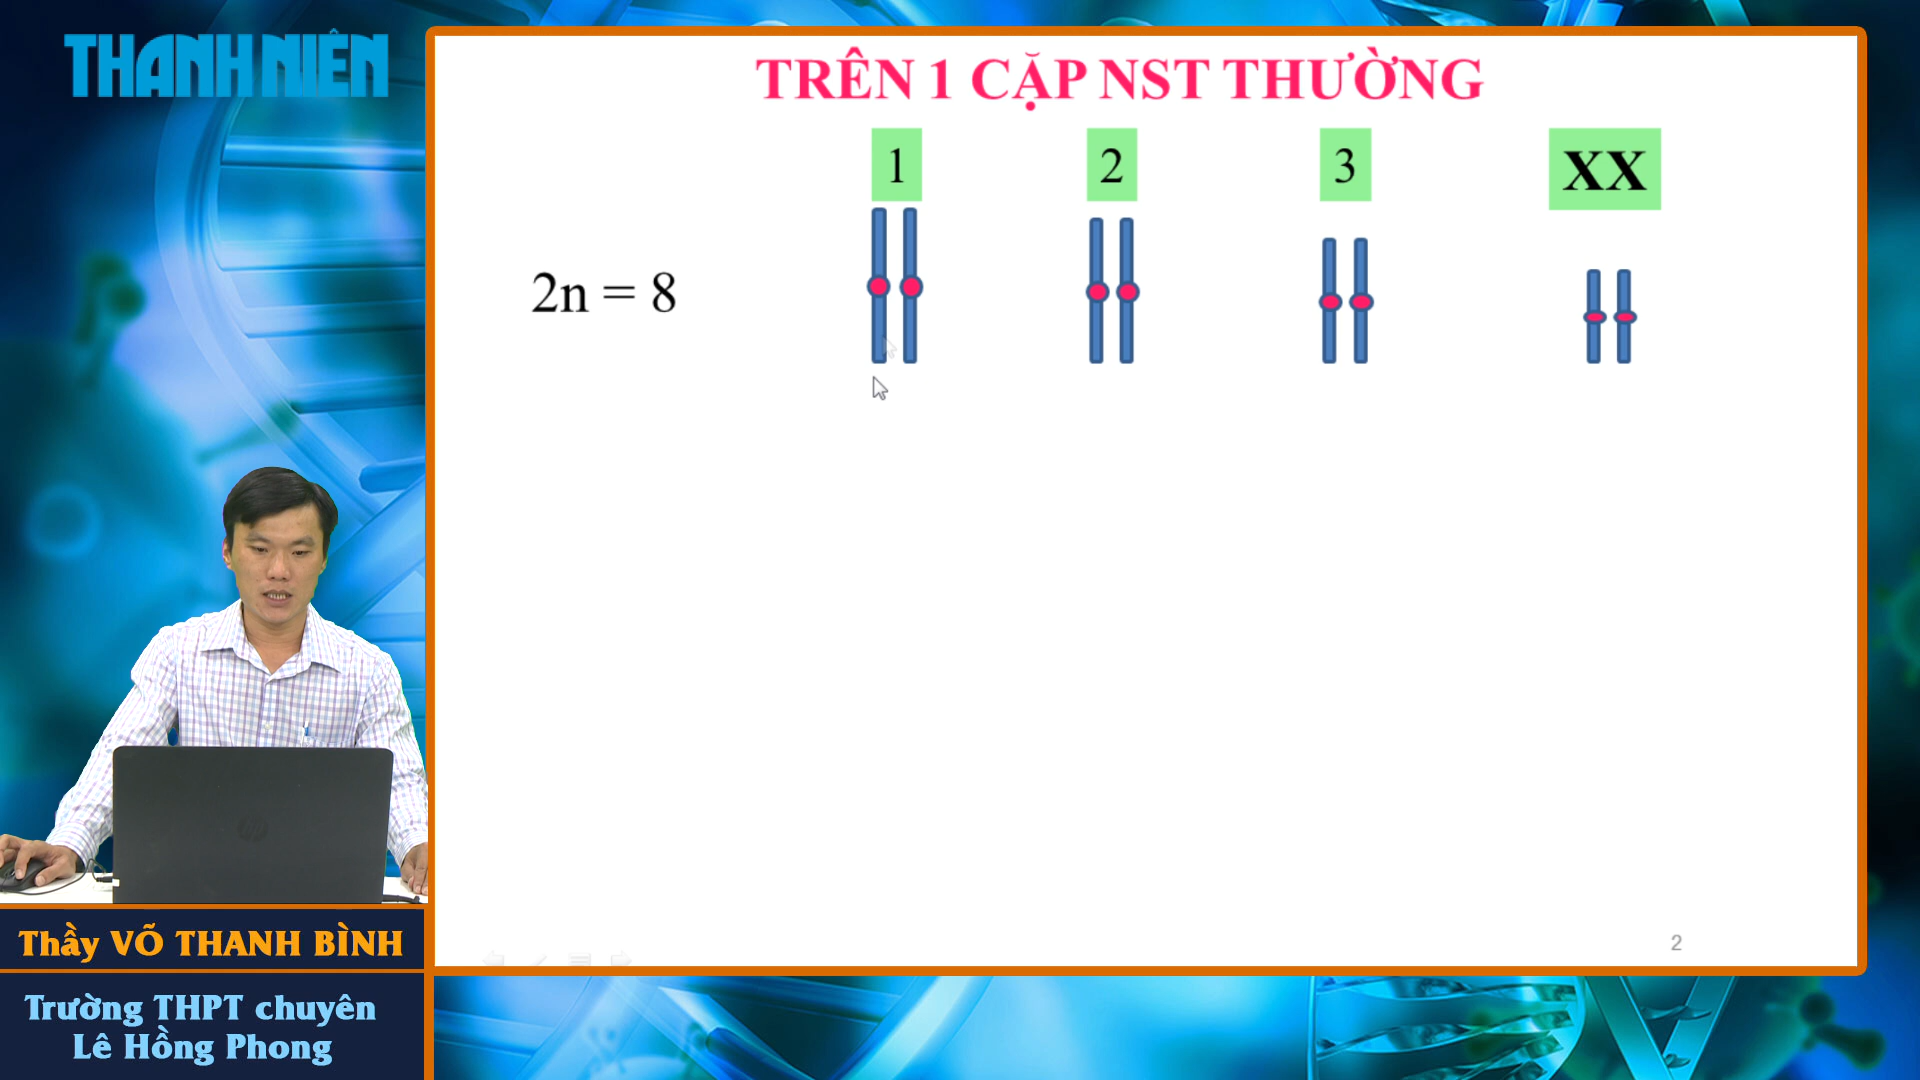 THANH NIÊN
TRÊN 1 CẶP NST THƯỜNG
1
2
3
XX
2n = 8
Thầy VÕ THANH BÌNH
Trường THPT chuyên
Lê Hồng Phong
2